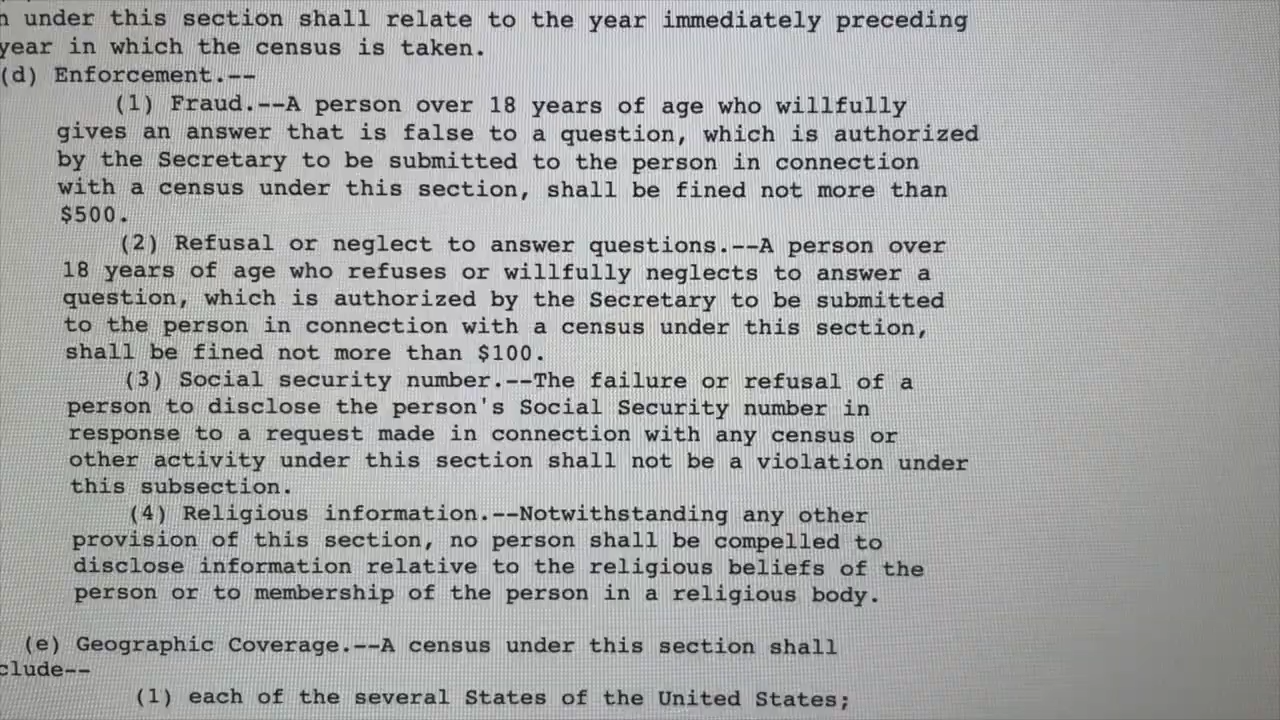 under this section shall relate to the year immediately preceding
year in which the census is taken.
(d) Enforcement.--
(1) Fraud.--A person over 18 years of age who willfully
gives an answer that is false to a question, which is authorized
by the Secretary to be submitted to the person in connection
with a census under this section, shall be fined not more than
$500.
(2) Refusal or neglect to answer questions.--A person over
18 years of age who refuses or willfully neglects to answer a
question, which is authorized by the Secretary to be submitted
to the person in connection with a census under this section,
shall be fined not more than $100.
(3) Social security number.--The failure or refusal of a
person to disclose the person's Social Security number in
response to a request made in connection with any census or
other activity under this section shall not be a violation under
this subsection.
(4) Religious information.--Notwithstanding any other
provision of this section, no person shall be compelled to
disclose information relative to the religious beliefs of the
person or to membership of the person in a religious body.
(e) Geographic Coverage.--A census under this section shall
clude--
(1) each of the several States of the United States;